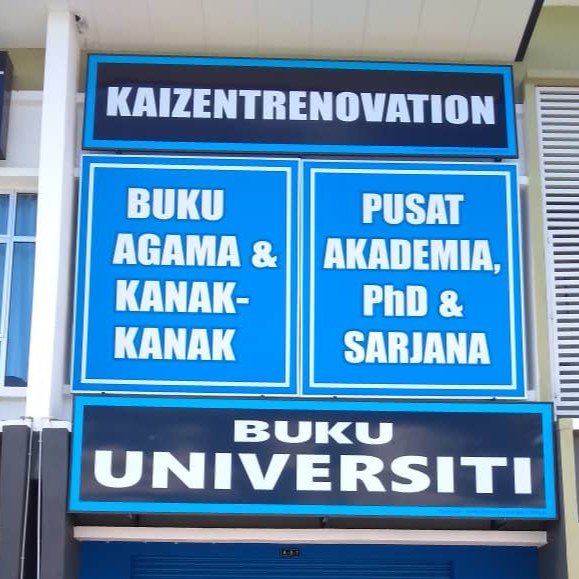 KAIZENTRENOVATION
BUKU
AGAMA &
KANAK-
KANAK
PUSAT
AKADEMIA,
PhD &
SARJANA
BUKU
UNIVERSITI